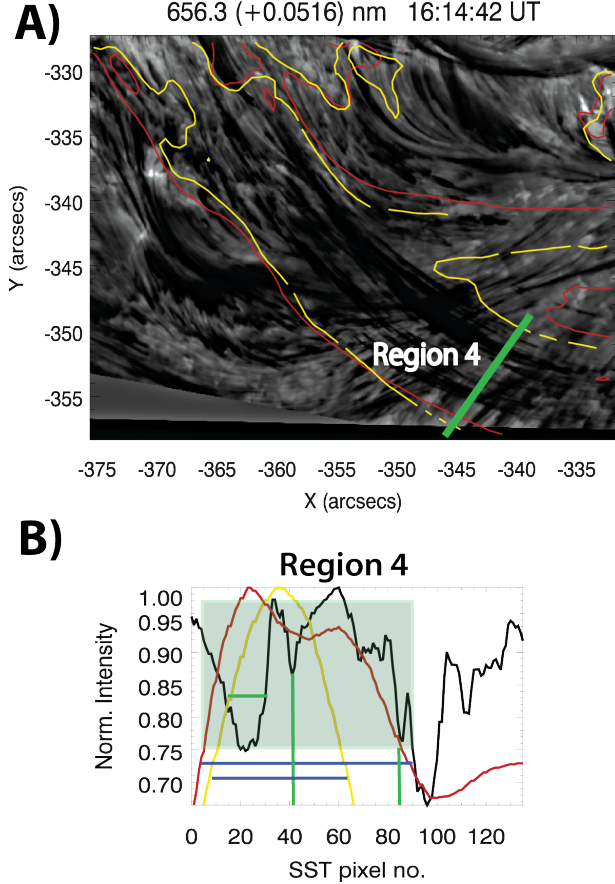 A)
656.3 (+0.0516) nm 16:14:42 UT
-330
-335
-340
-345
-350
-355
Y (arcsecs)
Region 4
-375 -370 -365 -360 -355 -350 -345 -340 -335
X (arcsecs)
B)
Region 4
1.00
0.95
0.90
0.85
0.80
0.75
0.70
Norm. Intensity
0 20 40 60 80 100 120
SST pixel no.